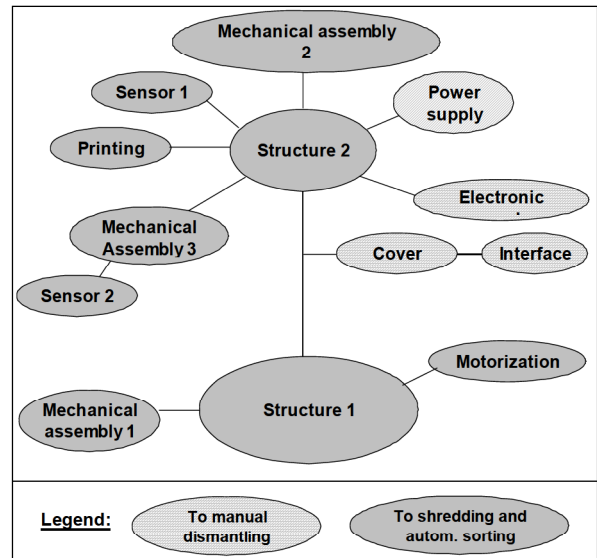 Mechanical assembly
2
Sensor 1
Power
supply
Printing
Structure 2
Electronic
Mechanical
Assembly 3
Cover
Interface
Sensor 2
Motorization
Mechanical
assembly 1
Structure 1
Legend:
To manual
dismantling
To shredding and
autom. sorting